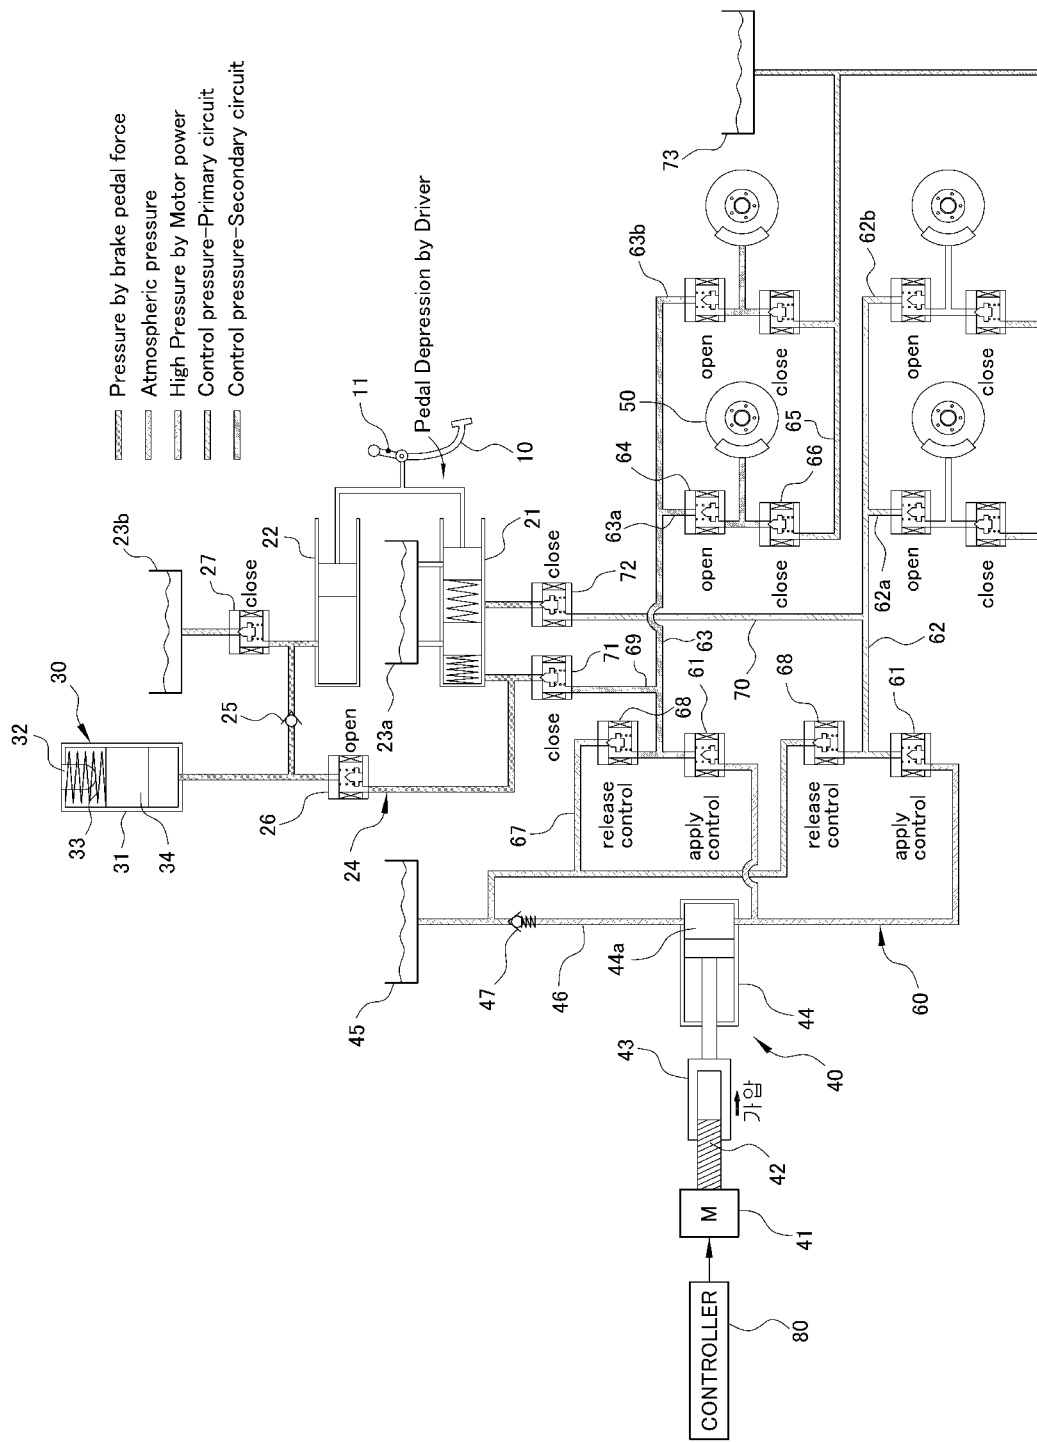 Pressure by brake pedal force
Atmospheric pressure
High Pressure by Motor power
Control pressure-Primary circuit
Control pressure-Secondary circuit
30
32
33
31
34
23b
25
27
close
22
26
open
24
23a
21
11
10
Pedal Depression by Driver
close
72
close
71
69
45
47
46
67
68
release
control
61
apply
control
63
70
68
release
control
61
apply
control
62
63a
63b
64
50
open
open
66
65
close
close
73
62a
62b
open
open
close
close
44a
44
60
40
43
가압
42
M
41
CONTROLLER
80